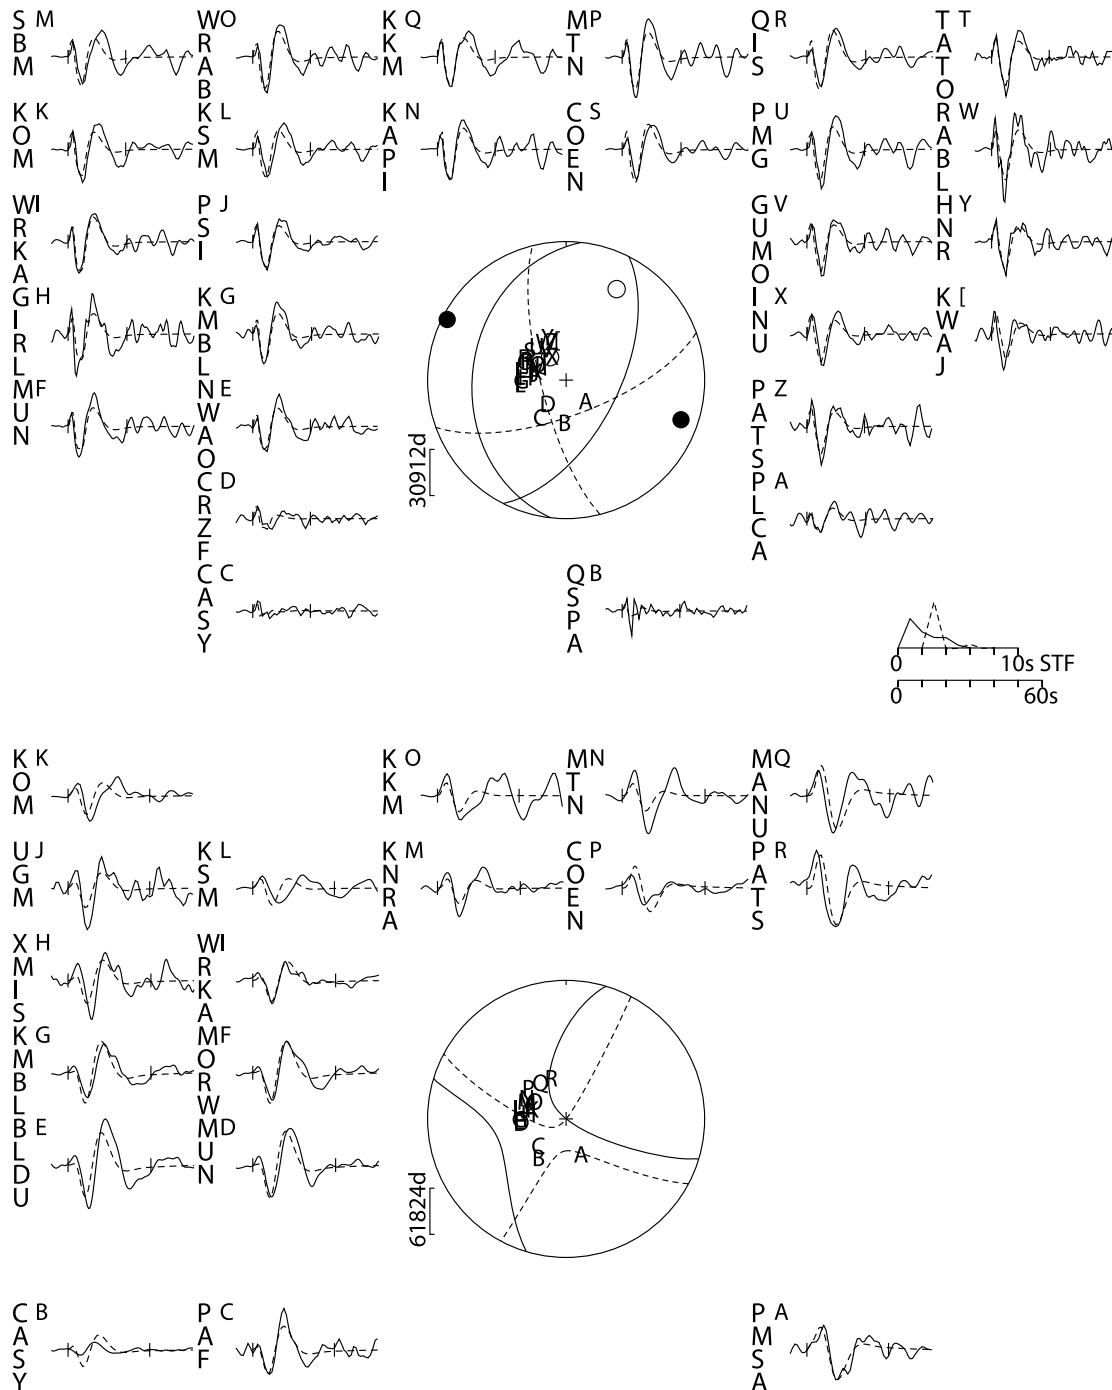 SBM M
WRAB O
KKM Q
MTN P
QIS R
TATO T
KOM K
KSM L
KAPI N
COEN S
PMG U
RABL W
WRKA I
PSI J
GUMO V
HNR Y
GIRL H
KMBL G
INU X
KWAJ [
MUN F
NWAO E
PATS Z
A
D
C
B
30912d
CRZF D
PLCA A
CASY C
QSPA B
0 10s STF
0 60s
KOM K
KKM O
MTN N
MANU Q
UGM J
KSM L
KNRA M
COEN P
PATS R
XMIS H
WRKA I
KMBL G
MORW F
P Q R
BLDU E
MUN D
C
B
A
61824d
CASY B
PAF C
PMSA A